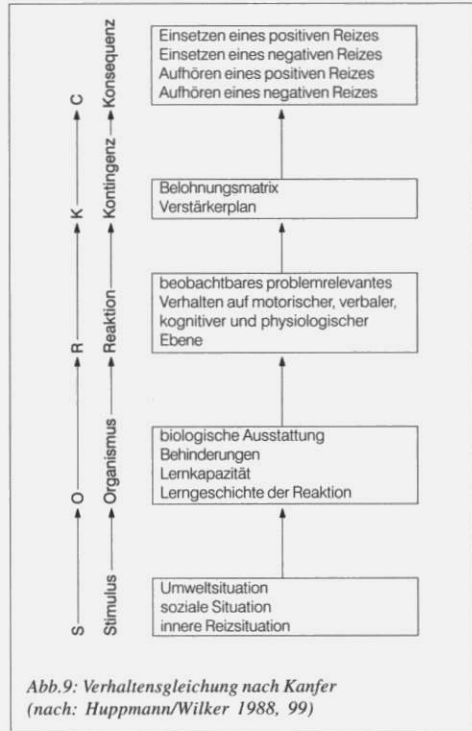 Einsetzen eines positiven Reizes
Einsetzen eines negativen Reizes
Aufhören eines positiven Reizes
Aufhören eines negativen Reizes
C
Konsequenz
Belohnungsmatrix
Verstärkerplan
K
Kontingenz
beobachtbares problemrelevantes
Verhalten auf motorischer, verbaler,
kognitiver und physiologischer
Ebene
R
Reaktion
biologische Ausstattung
Behinderungen
Lernkapazität
Lerngeschichte der Reaktion
O
Organismus
Umweltsituation
soziale Situation
innere Reizsituation
S
Stimulus
Abb.9: Verhaltensgleichung nach Kanfer
(nach: Huppmann/Wilker 1988, 99)